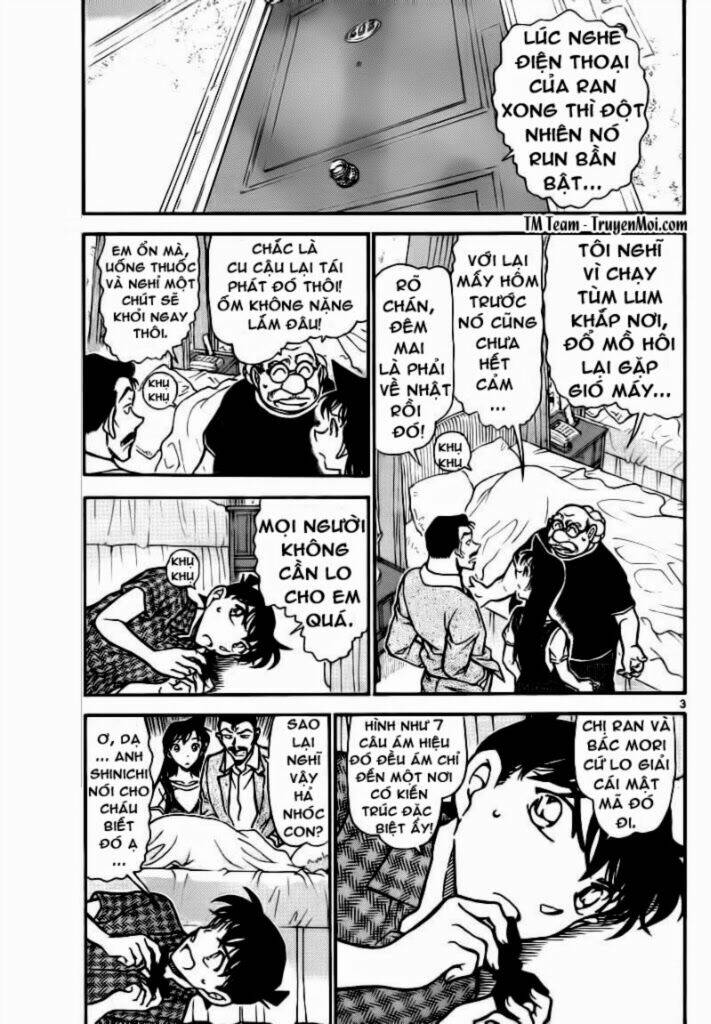 LÚC NGHE
ĐIỆN THOẠI
CỦA RAN
XONG THÌ ĐỘT
NHIÊN NÓ
RUN BẦN
BẬT...
TM Team - TruyenMoi.com
TÔI NGHĨ
VÌ CHẠY
TÙM LUM
KHẮP NƠI,
ĐỔ MỒ HÔI
LẠI GẶP
GIÓ MÁY...
VỚI LẠI
MẤY HÔM
TRƯỚC
NÓ CŨNG
CHƯA
HẾT
CẢM
...
RÕ
CHÁN,
ĐÊM
MAI
LÀ PHẢI
VỀ NHẬT
RỒI
ĐÓ!
KHỤ
KHỤ
CHẮC LÀ
CU CẬU LẠI TÁI
PHÁT ĐÓ THÔI!
ỐM KHÔNG NẶNG
LẮM ĐÂU!
EM ỔN MÀ,
UỐNG THUỐC
VÀ NGHỈ MỘT
CHÚT SẼ
KHỎI NGAY
THÔI.
KHỤ
KHỤ
MỌI NGƯỜI
KHÔNG
CẦN LO
CHO EM
QUÁ.
KHỤ
KHỤ
3
CHỊ RAN VÀ
BÁC MORI
CỨ LO GIẢI
CÁI MẬT
MÃ ĐÓ
ĐI.
HÌNH NHƯ 7
CÂU ÁM HIỆU
ĐÓ ĐỀU ÁM CHỈ
ĐẾN MỘT NƠI
CÓ KIẾN
TRÚC ĐẶC
BIỆT ẤY!
SAO
LẠI
NGHĨ
VẬY
HẢ
NHÓC
CON?
Ơ, DẠ
... ANH
SHINICHI
NÓI CHO
CHÁU
BIẾT
ĐÓ Ạ
...